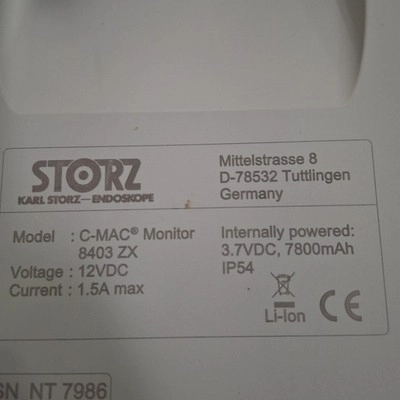 STORZ
KARL STORZ—ENDOSKOPE
Mittelstrasse 8
D-78532 Tuttlingen
Germany
Model : C-MAC® Monitor
8403 ZX
Voltage : 12VDC
Current : 1.5A max
Internally powered:
3.7VDC, 7800mAh
IP54
Li-Ion
CE
SN NT 7986